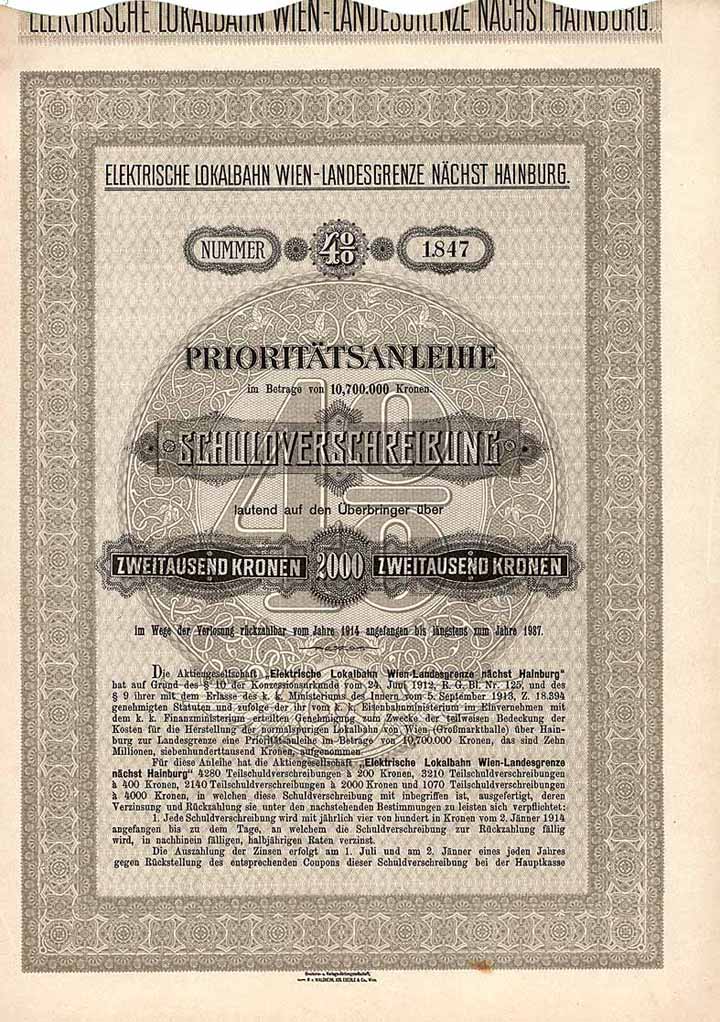 ELEKTRISCHE LOKALBAHN WIEN-LANDESGRENZE NÄCHST HAINBURG.
ELEKTRISCHE LOKALBAHN WIEN-LANDESGRENZE NÄCHST HAINBURG.
NUMMER 4% 1.847
PRIORITÄTSANLEIHE
im Betrage von 10,700.000 Kronen.
SCHULDVERSCHREIBUNG
lautend auf den Überbringer über
ZWEITAUSEND KRONEN 2000 ZWEITAUSEND KRONEN
im Wege der Verlosung rückzahlbar vom Jahre 1914 angefangen bis längstens zum Jahre 1987.
Die Aktiengesellschaft „Elektrische Lokalbahn Wien-Landesgrenze nächst Hainburg“
hat auf Grund des § 10 der Konzessionsurkunde vom 24. Juni 1912, R. G. Bl. Nr. 125, und des
§ 9 ihrer mit dem Erlasse des k. k. Ministeriums des Innern vom 5. September 1913, Z. 18.894
genehmigten Statuten und zufolge der ihr vom k. k. Eisenbahnministerium im Einvernehmen mit
dem k. k. Finanzministerium erteilten Genehmigung zum Zwecke der teilweisen Bedeckung der
Kosten für die Herstellung der normalspurigen Lokalbahn von Wien (Großmarkthalle) über Hain-
burg zur Landesgrenze eine Prioritätsanleihe im Betrage von 10,700.000 Kronen, das sind Zehn
Millionen, siebenhunderttausend Kronen, aufgenommen.
Für diese Anleihe hat die Aktiengesellschaft „Elektrische Lokalbahn Wien-Landesgrenze
nächst Hainburg“ 4280 Teilschuldverschreibungen à 200 Kronen, 3210 Teilschuldverschreibungen
à 400 Kronen, 2140 Teilschuldverschreibungen à 2000 Kronen und 1070 Teilschuldverschreibungen
à 4000 Kronen, in welchen diese Schuldverschreibung mit inbegriffen ist, ausgefertigt, deren
Verzinsung und Rückzahlung sie unter den nachstehenden Bestimmungen zu leisten sich verpflichtet:
1. Jede Schuldverschreibung wird mit jährlich vier von hundert in Kronen vom 2. Jänner 1914
angefangen bis zu dem Tage, an welchem die Schuldverschreibung zur Rückzahlung fällig
wird, in nachhinein fälligen, halbjährigen Raten verzinst.
Die Auszahlung der Zinsen erfolgt am 1. Juli und am 2. Jänner eines jeden Jahres
gegen Rückstellung des entsprechenden Coupons dieser Schuldverschreibung bei der Hauptkasse